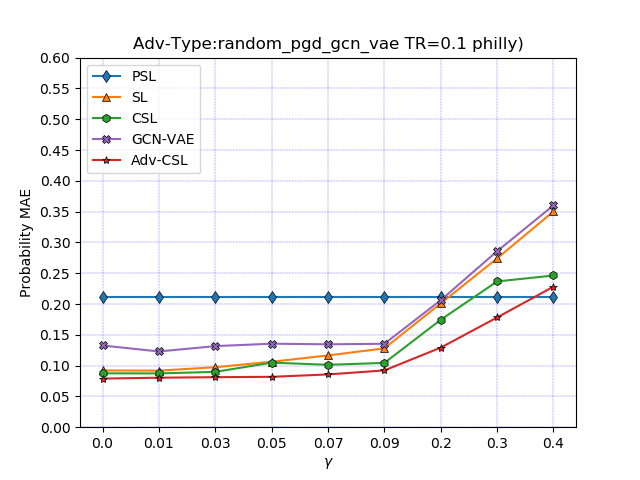 Adv-Type:random_pgd_gcn_vae TR=0.1 philly)
0.60
0.55
0.50
0.45
0.40
0.35
0.30
0.25
0.20
0.15
0.10
0.05
0.00
Probability MAE
PSL
SL
CSL
GCN-VAE
Adv-CSL
0.0 0.01 0.03 0.05 0.07 0.09 0.2 0.3 0.4
γ